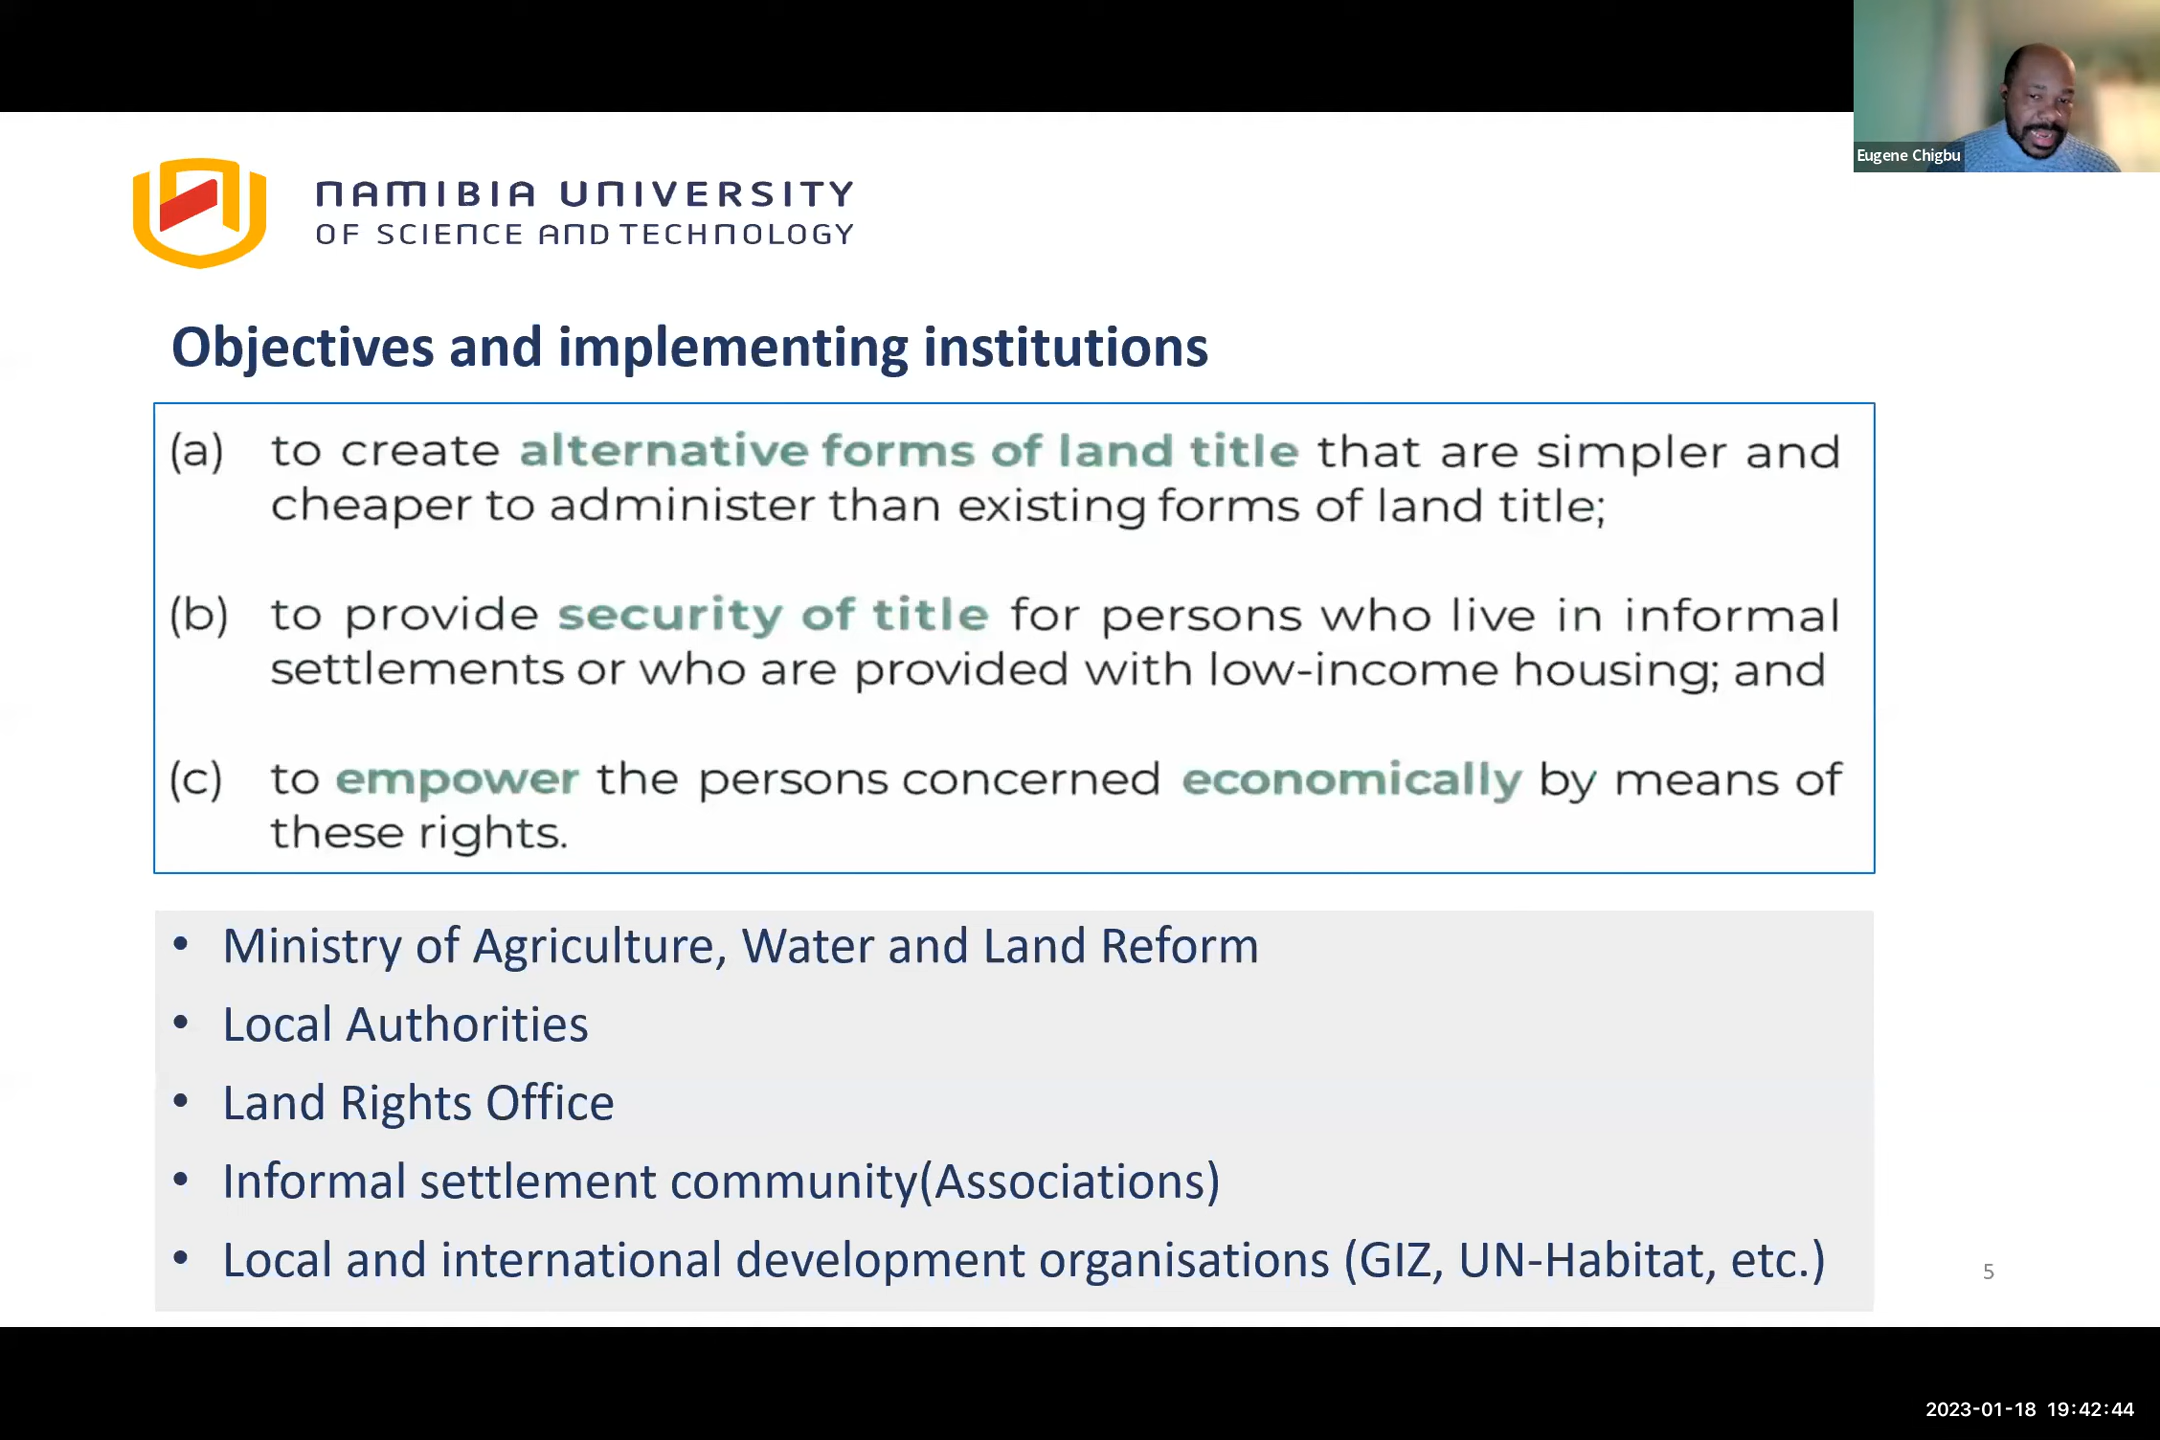 Eugene Chigbu
NAMIBIA UNIVERSITY
OF SCIENCE AND TECHNOLOGY
Objectives and implementing institutions
(a) to create alternative forms of land title that are simpler and
cheaper to administer than existing forms of land title;
(b) to provide security of title for persons who live in informal
settlements or who are provided with low-income housing; and
(c) to empower the persons concerned economically by means of
these rights.
• Ministry of Agriculture, Water and Land Reform
• Local Authorities
• Land Rights Office
• Informal settlement community(Associations)
• Local and international development organisations (GIZ, UN-Habitat, etc.)
5
2023-01-18 19:42:44